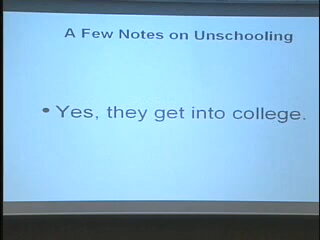 A Few Notes on Unschooling
• Yes, they get into college.